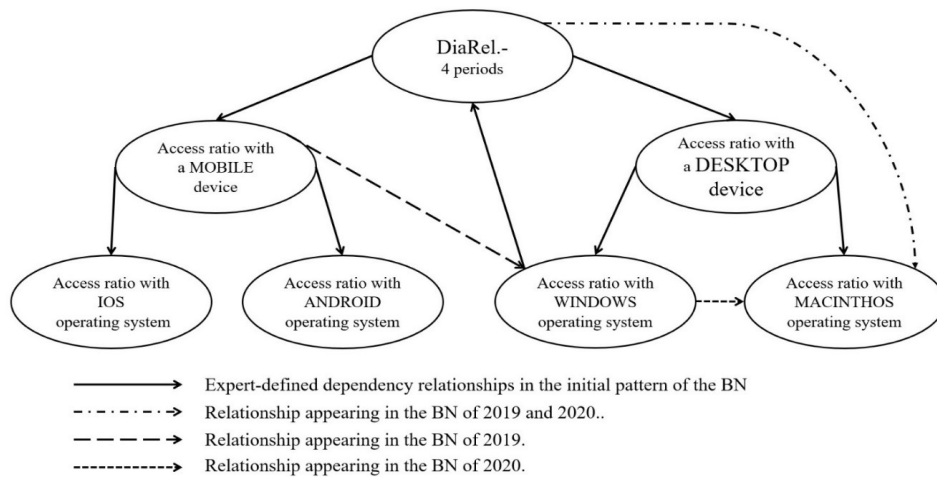 DiaRel.-
4 periods
Access ratio with
a MOBILE
device
Access ratio with
a DESKTOP
device
Access ratio with
IOS
operating system
Access ratio with
ANDROID
operating system
Access ratio with
WINDOWS
operating system
Access ratio with
MACINTHOS
operating system
Expert-defined dependency relationships in the initial pattern of the BN
Relationship appearing in the BN of 2019 and 2020..
Relationship appearing in the BN of 2019.
Relationship appearing in the BN of 2020.